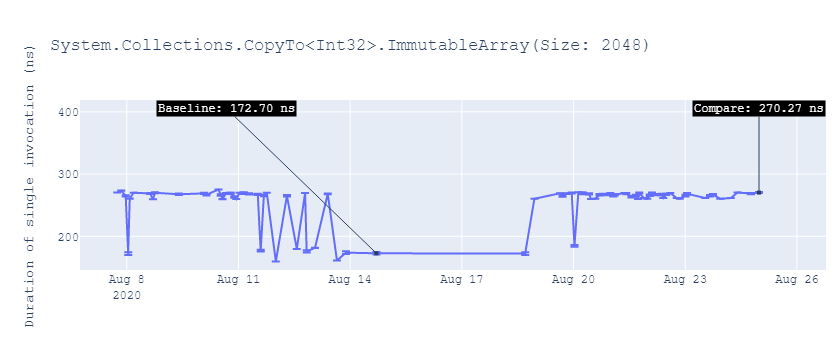 System.Collections.CopyTo<Int32>.ImmutableArray(Size: 2048)
Duration of single invocation (ns)
Baseline: 172.70 ns
Compare: 270.27 ns
400
300
200
Aug 8
2020
Aug 11
Aug 14
Aug 17
Aug 20
Aug 23
Aug 26